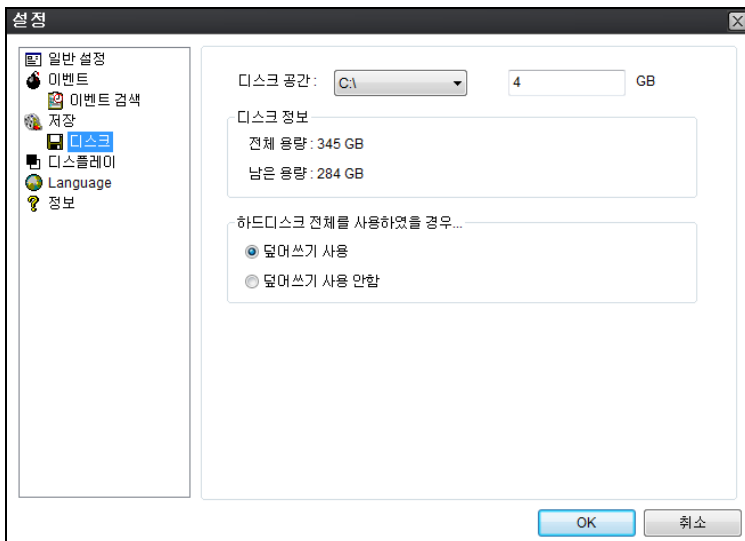 설정
일반 설정
이벤트
이벤트 검색
저장
디스크
디스플레이
Language
정보
디스크 공간 : C:\ 4 GB
디스크 정보
전체 용량 : 345 GB
남은 용량 : 284 GB
하드디스크 전체를 사용하였을 경우...
덮어쓰기 사용
덮어쓰기 사용 안함
OK 취소